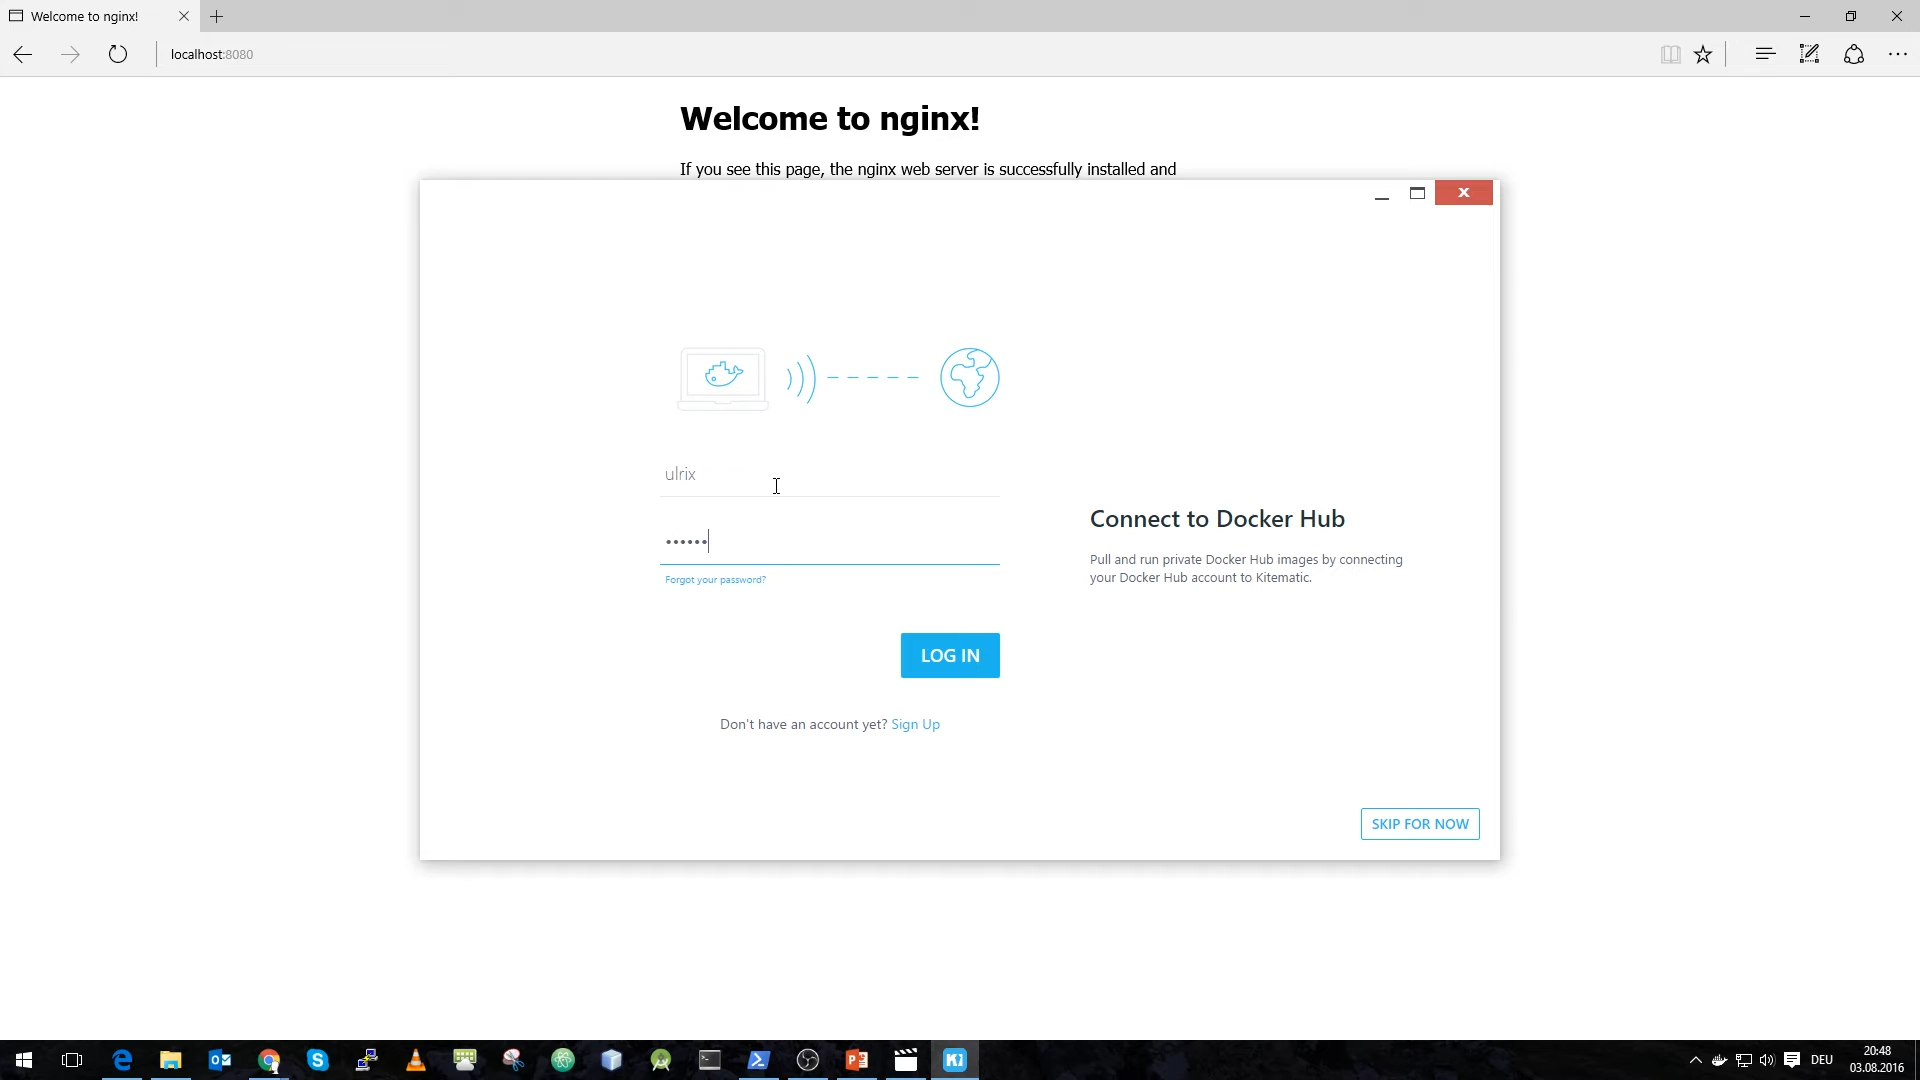 Welcome to nginx!
localhost:8080
Welcome to nginx!
If you see this page, the nginx web server is successfully installed and
ulrix
••••••
Forgot your password?
LOG IN
Don't have an account yet? Sign Up
Connect to Docker Hub
Pull and run private Docker Hub images by connecting
your Docker Hub account to Kitematic.
SKIP FOR NOW
DEU
20:48
03.08.2016